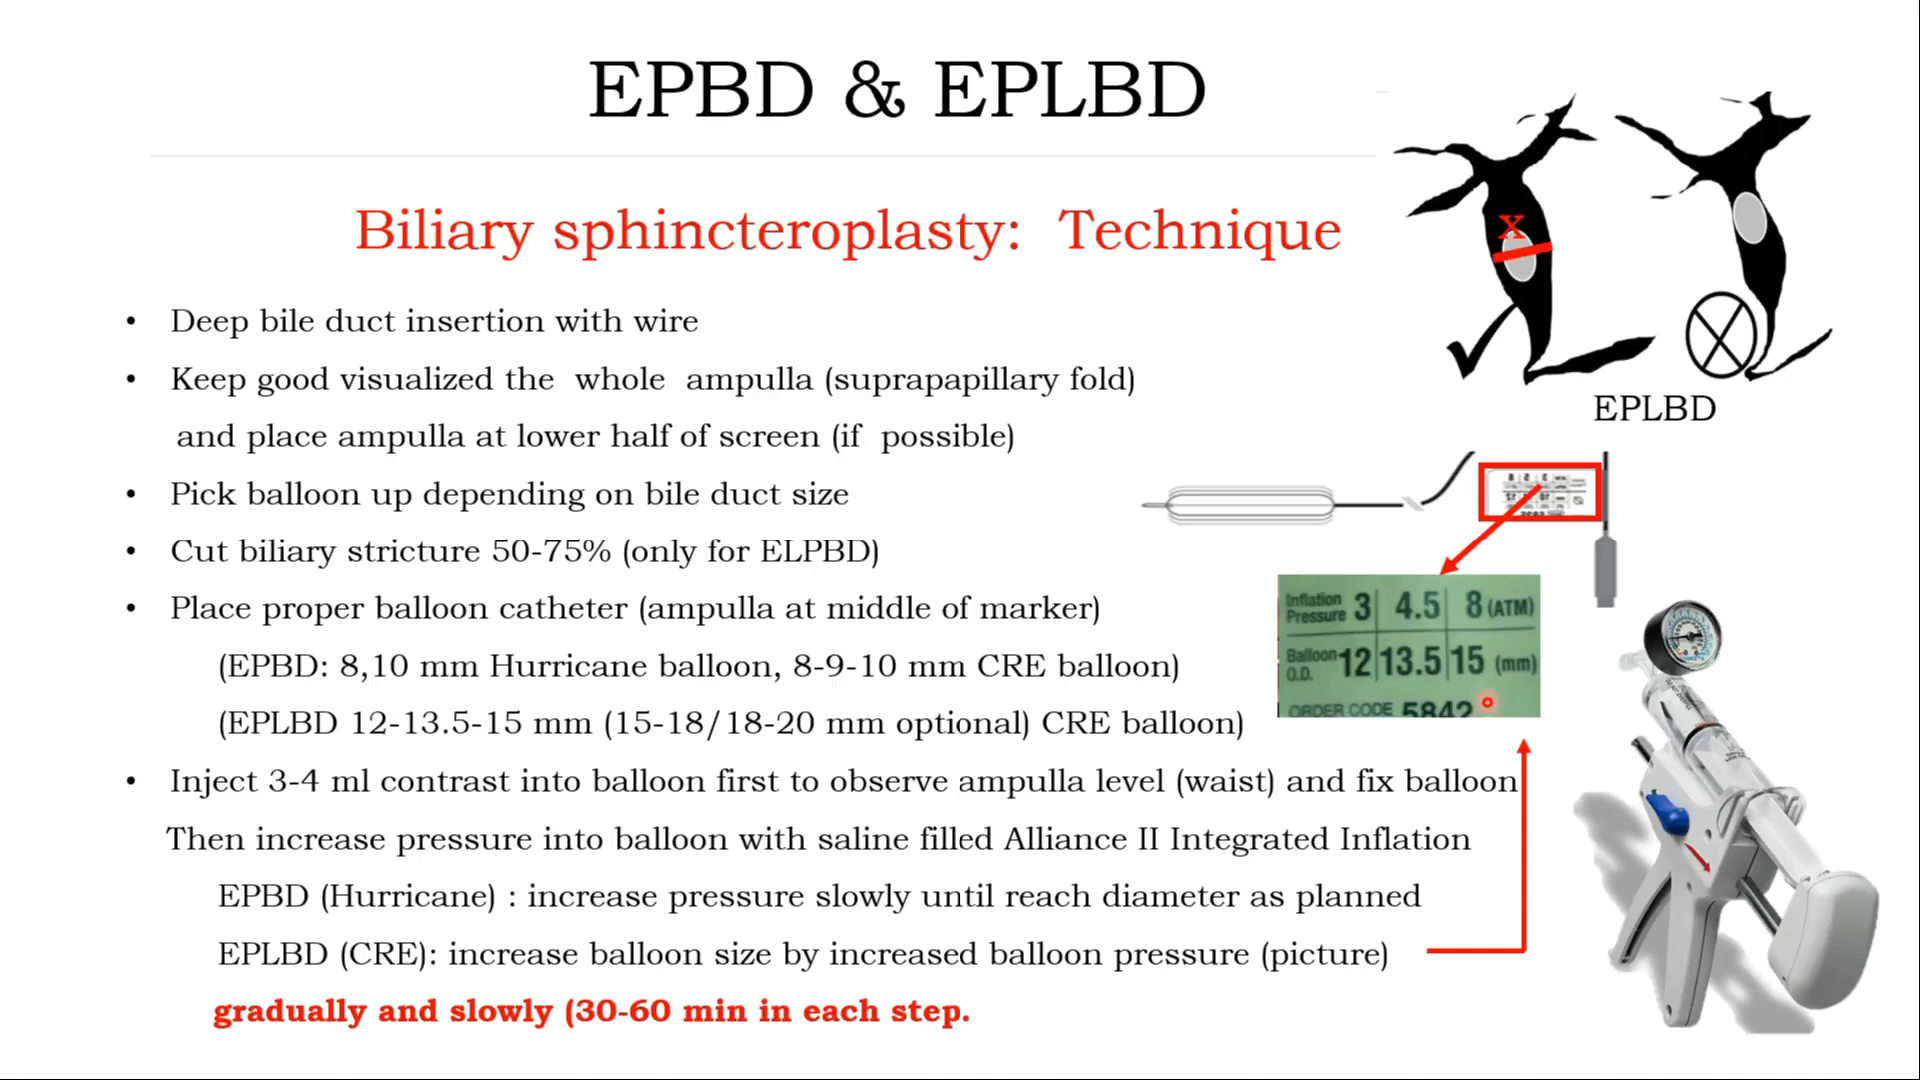 EPBD & EPLBD
Biliary sphincteroplasty: Technique
X
• Deep bile duct insertion with wire
• Keep good visualized the whole ampulla (suprapapillary fold)
and place ampulla at lower half of screen (if possible)
EPLBD
• Pick balloon up depending on bile duct size
• Cut biliary stricture 50-75% (only for ELPBD)
• Place proper balloon catheter (ampulla at middle of marker)
(EPBD: 8,10 mm Hurricane balloon, 8-9-10 mm CRE balloon)
(EPLBD 12-13.5-15 mm (15-18/18-20 mm optional) CRE balloon)
Inflation Pressure 3 4.5 8 (ATM)
Balloon O.D. 12 13.5 15 (mm)
ORDER CODE 5842
• Inject 3-4 ml contrast into balloon first to observe ampulla level (waist) and fix balloon
Then increase pressure into balloon with saline filled Alliance II Integrated Inflation
EPBD (Hurricane) : increase pressure slowly until reach diameter as planned
EPLBD (CRE): increase balloon size by increased balloon pressure (picture)
gradually and slowly (30-60 min in each step.